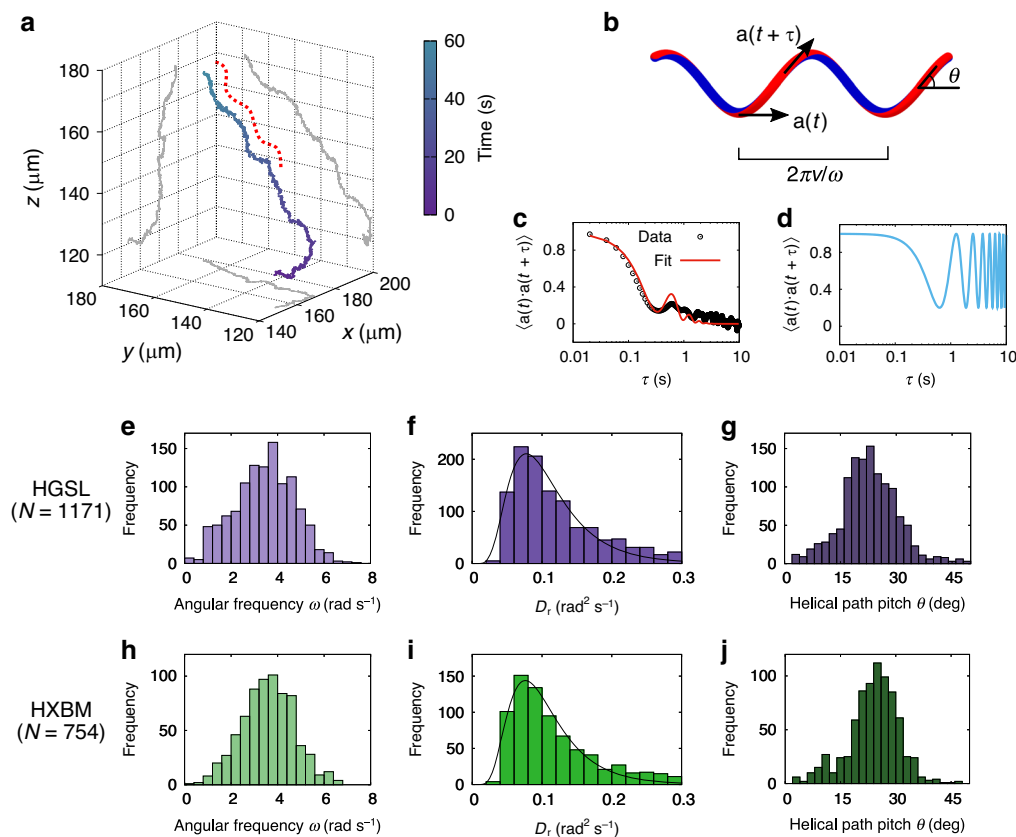 a
180
170
160
150
140
130
120
z (μm)
180
160
140
120
y (μm)
140
160
180
200
x (μm)
60
40
20
0
Time (s)
b
a(t + τ)
a(t)
θ
2πv/ω
c
⟨a(t)·a(t + τ)⟩
1
0.8
0.4
0
Data
Fit
0.01 0.1 1 10
τ (s)
d
⟨a(t)·a(t + τ)⟩
0.8
0.4
0
0.01 0.1 1 10
τ (s)
HGSL
(N = 1171)
e
Frequency
150
100
50
0
0 2 4 6 8
Angular frequency ω (rad s⁻¹)
f
Frequency
200
100
0
0 0.1 0.2 0.3
Dr (rad² s⁻¹)
g
Frequency
150
100
50
0
0 15 30 45
Helical path pitch θ (deg)
HXBM
(N = 754)
h
Frequency
100
50
0
0 2 4 6 8
Angular frequency ω (rad s⁻¹)
i
Frequency
150
100
50
0
0 0.1 0.2 0.3
Dr (rad² s⁻¹)
j
Frequency
100
50
0
0 15 30 45
Helical path pitch θ (deg)